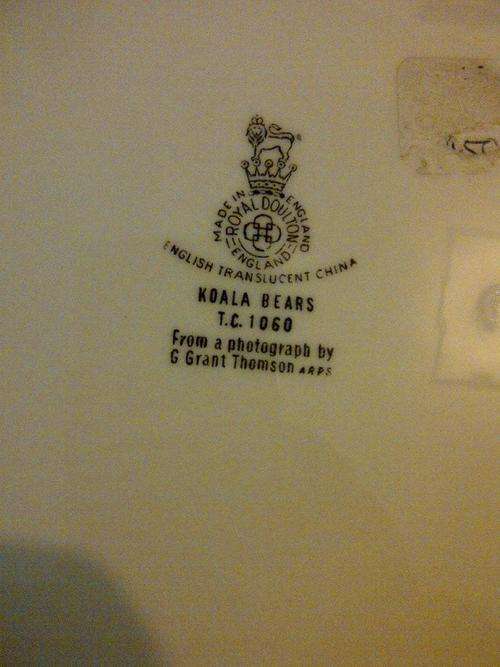 MADE IN ENGLAND
ROYAL DOULTON
ENGLAND
ENGLISH TRANSLUCENT CHINA
KOALA BEARS
T.C. 1060
From a photograph by
G Grant Thomson A.R.P.S